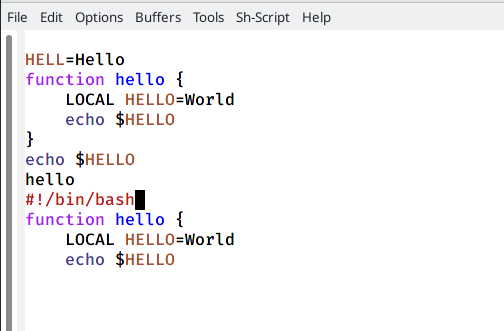 File Edit Options Buffers Tools Sh-Script Help
HELL=Hello
function hello {
    LOCAL HELLO=World
    echo $HELLO
}
echo $HELLO
hello
#!/bin/bash
function hello {
    LOCAL HELLO=World
    echo $HELLO